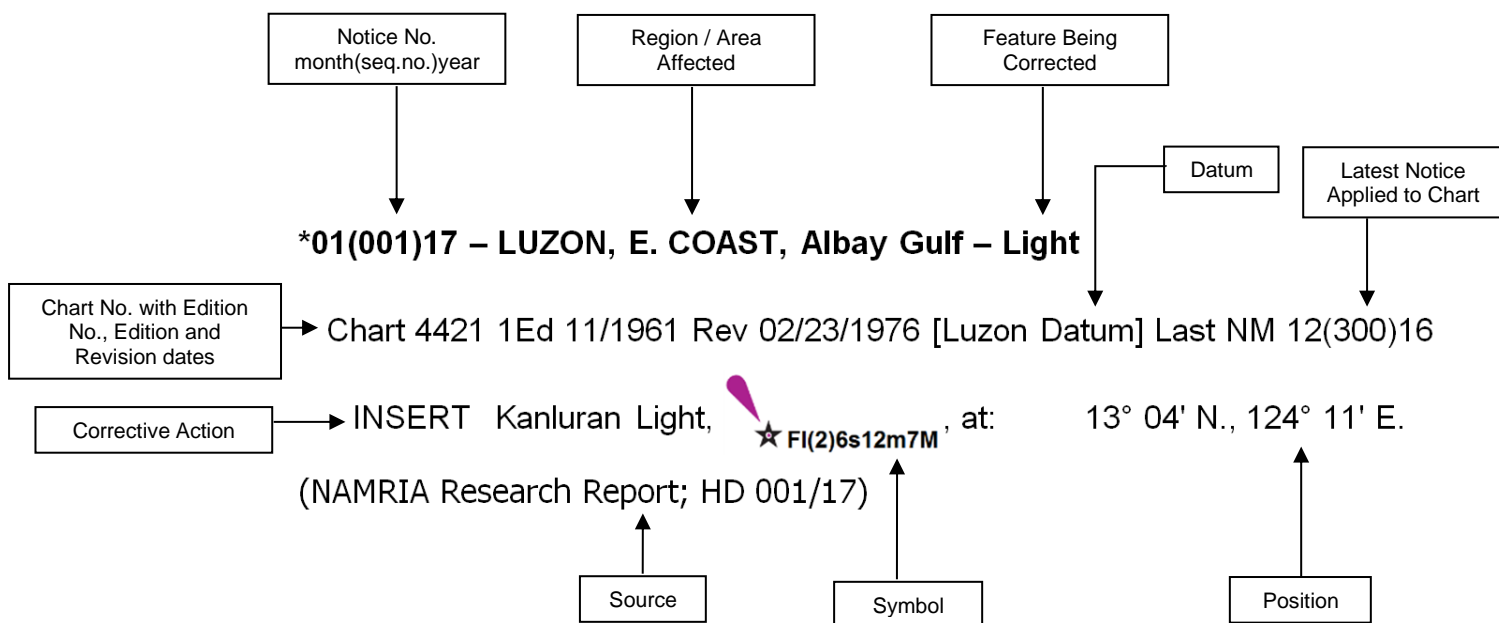 Notice No.
month(seq.no.)year
Region / Area
Affected
Feature Being
Corrected
Datum
Latest Notice
Applied to Chart
*01(001)17 – LUZON, E. COAST, Albay Gulf – Light
Chart No. with Edition
No., Edition and
Revision dates
Chart 4421 1Ed 11/1961 Rev 02/23/1976 [Luzon Datum] Last NM 12(300)16
Corrective Action
INSERT Kanluran Light, Fl(2)6s12m7M , at: 13° 04' N., 124° 11' E.
(NAMRIA Research Report; HD 001/17)
Source
Symbol
Position